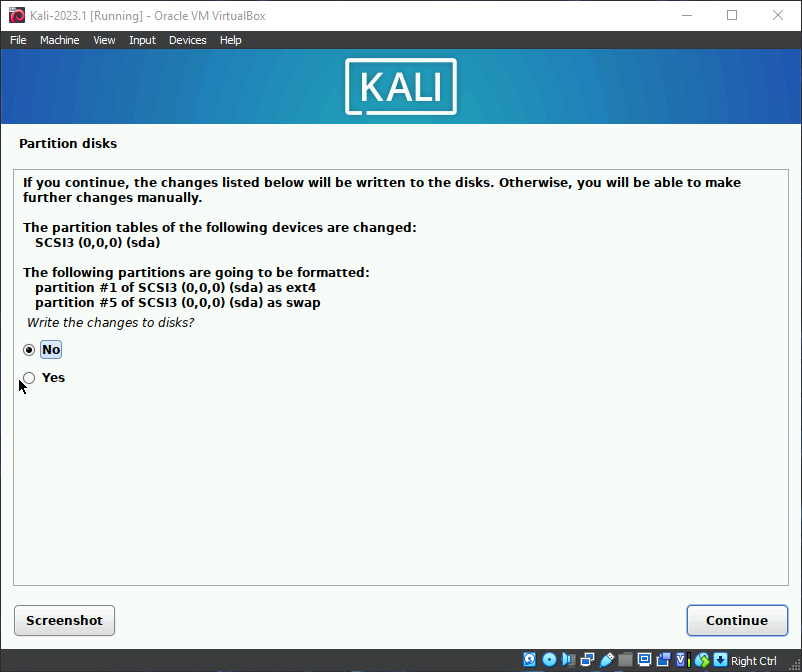 Kali-2023.1 [Running] - Oracle VM VirtualBox
File Machine View Input Devices Help
KALI
Partition disks
If you continue, the changes listed below will be written to the disks. Otherwise, you will be able to make
further changes manually.
The partition tables of the following devices are changed:
SCSI3 (0,0,0) (sda)
The following partitions are going to be formatted:
partition #1 of SCSI3 (0,0,0) (sda) as ext4
partition #5 of SCSI3 (0,0,0) (sda) as swap
Write the changes to disks?
No
Yes
Screenshot
Continue
Right Ctrl